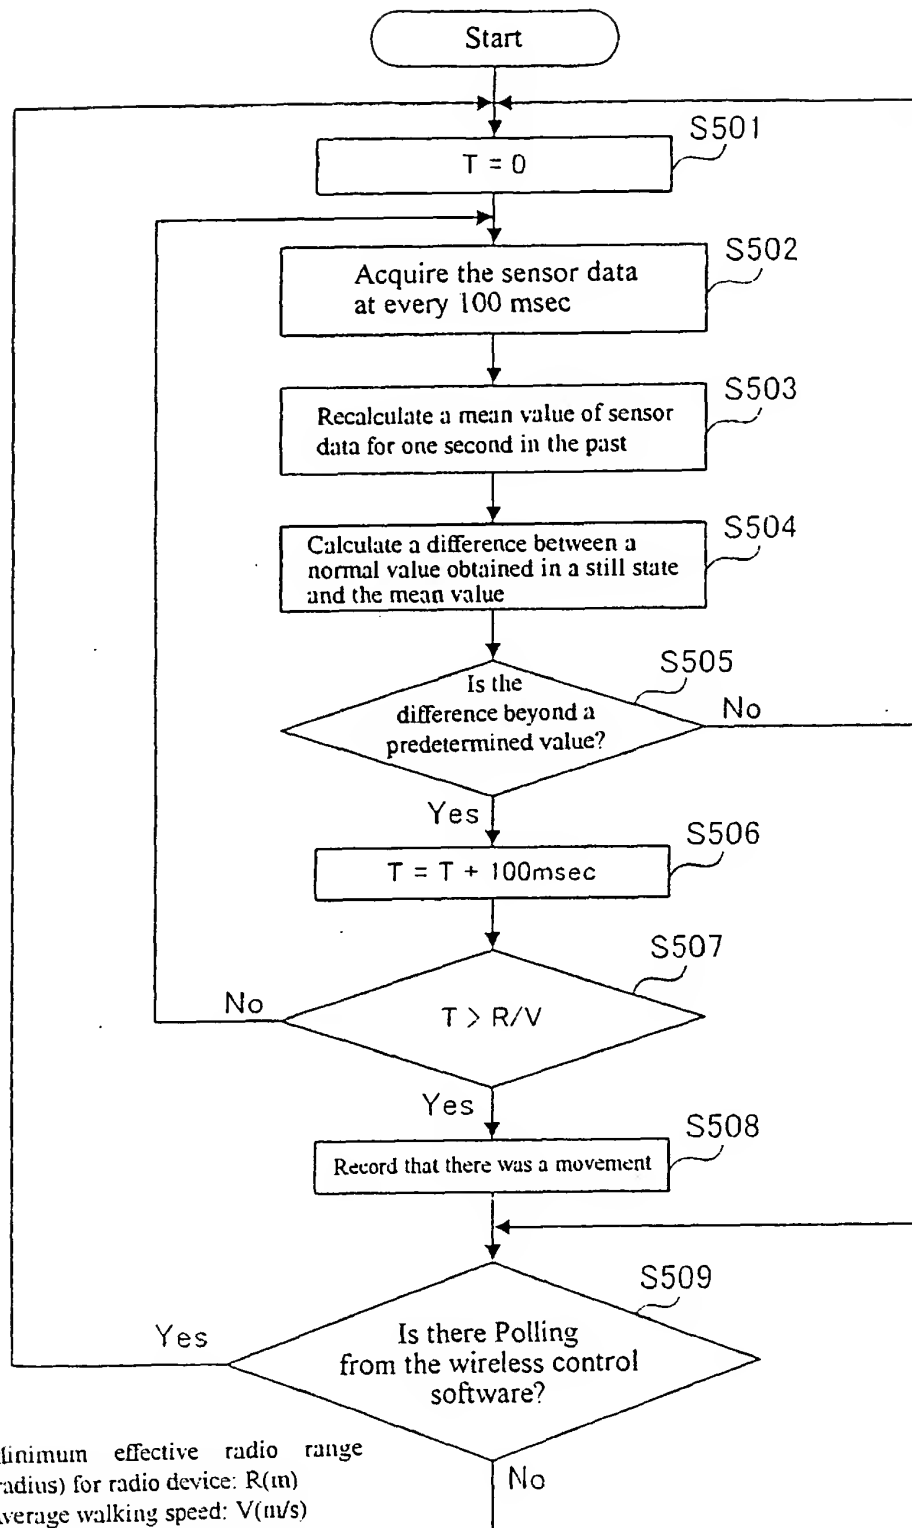 Start
S501
T = 0
S502
Acquire the sensor data
at every 100 msec
S503
Recalculate a mean value of sensor
data for one second in the past
S504
Calculate a difference between a
normal value obtained in a still state
and the mean value
S505
Is the
difference beyond a
predetermined value?
No
Yes
S506
T = T + 100msec
S507
No
T > R/V
Yes
S508
Record that there was a movement
S509
Yes
Is there Polling
from the wireless control
software?
No
inimum effective radio range
radius) for radio device: R(m)
verage walking speed: V(m/s)